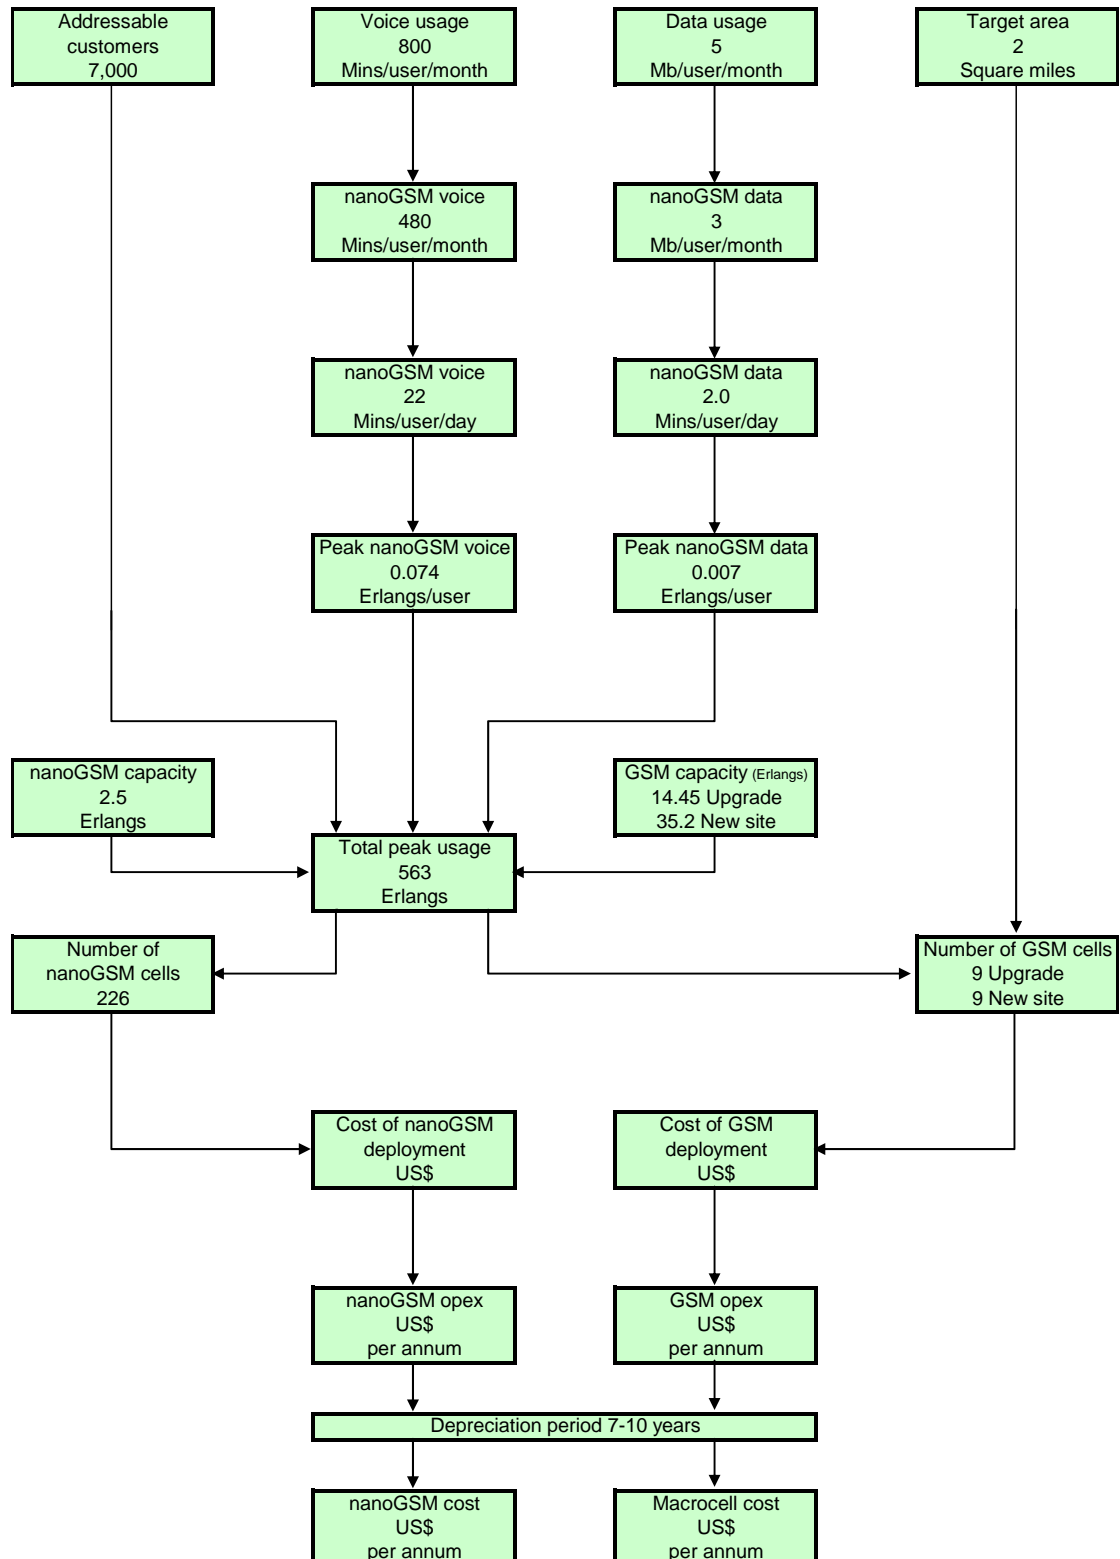 Addressable
customers
7,000
Voice usage
800
Mins/user/month
Data usage
5
Mb/user/month
Target area
2
Square miles
nanoGSM voice
480
Mins/user/month
nanoGSM data
3
Mb/user/month
nanoGSM voice
22
Mins/user/day
nanoGSM data
2.0
Mins/user/day
Peak nanoGSM voice
0.074
Erlangs/user
Peak nanoGSM data
0.007
Erlangs/user
nanoGSM capacity
2.5
Erlangs
GSM capacity (Erlangs)
14.45 Upgrade
35.2 New site
Total peak usage
563
Erlangs
Number of
nanoGSM cells
226
Number of GSM cells
9 Upgrade
9 New site
Cost of nanoGSM
deployment
US$
Cost of GSM
deployment
US$
nanoGSM opex
US$
per annum
GSM opex
US$
per annum
Depreciation period 7-10 years
nanoGSM cost
US$
per annum
Macrocell cost
US$
per annum